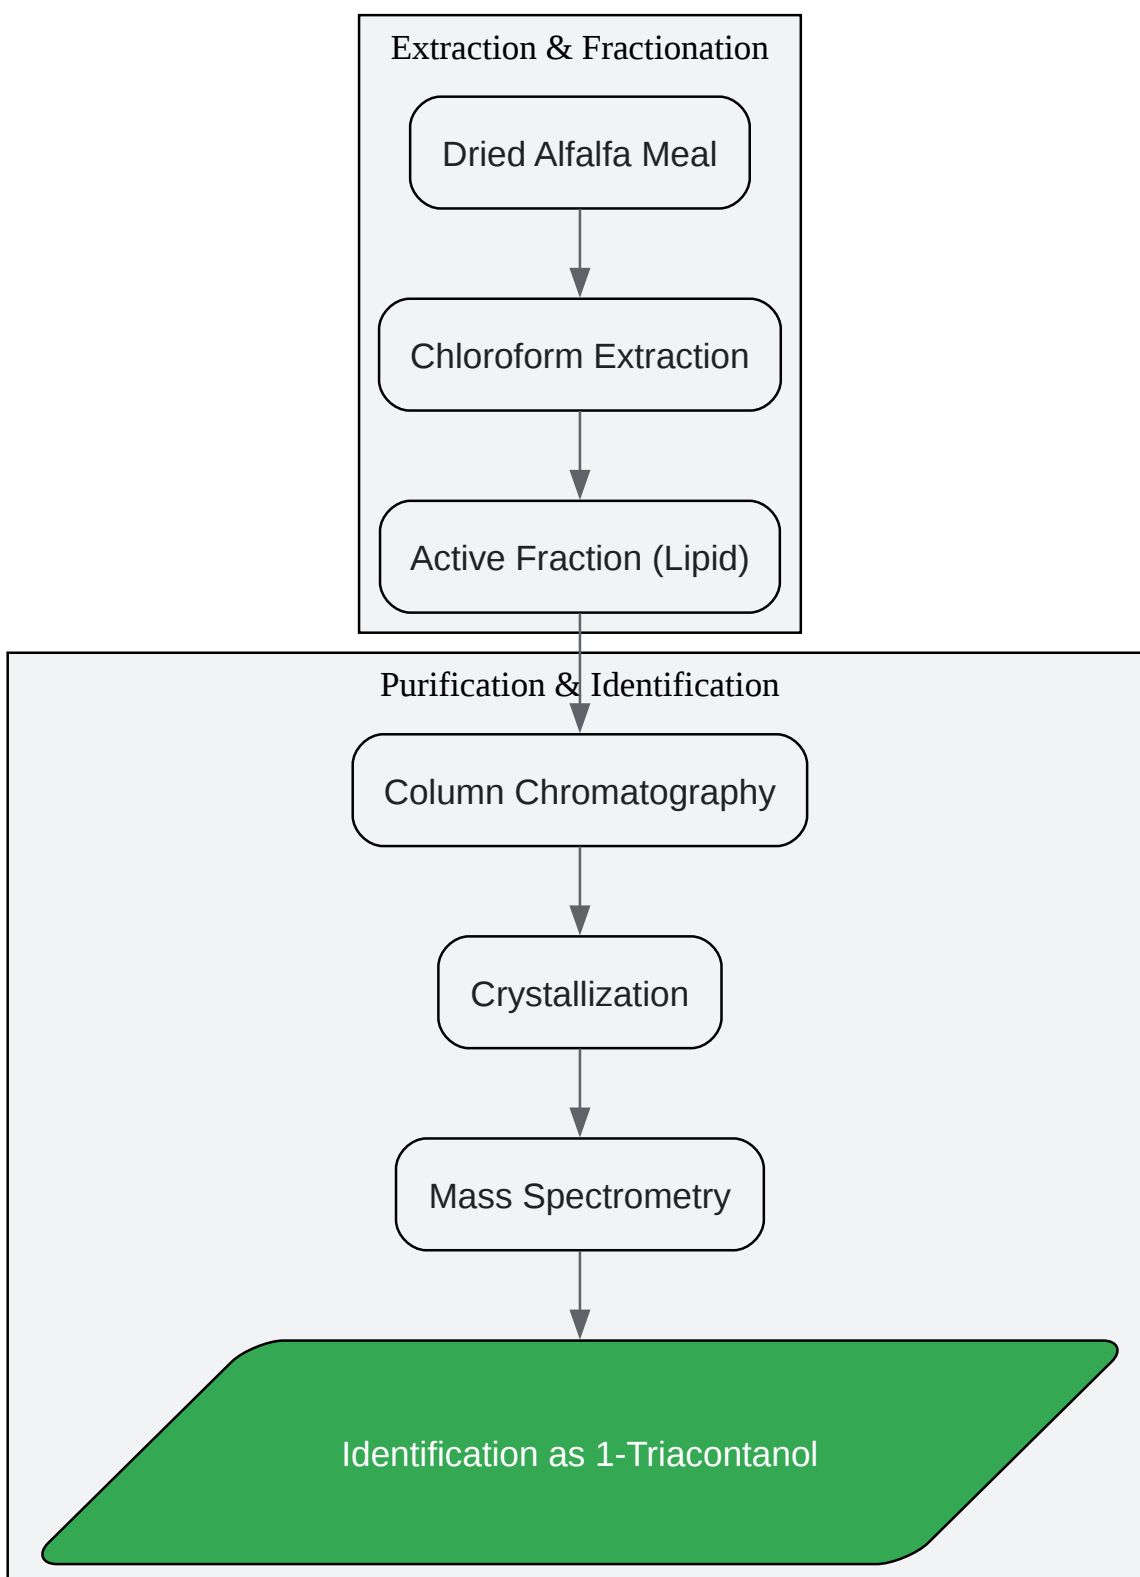 Extraction & Fractionation
Dried Alfalfa Meal
Chloroform Extraction
Active Fraction (Lipid)
Purification & Identification
Column Chromatography
Crystallization
Mass Spectrometry
Identification as 1-Triacontanol